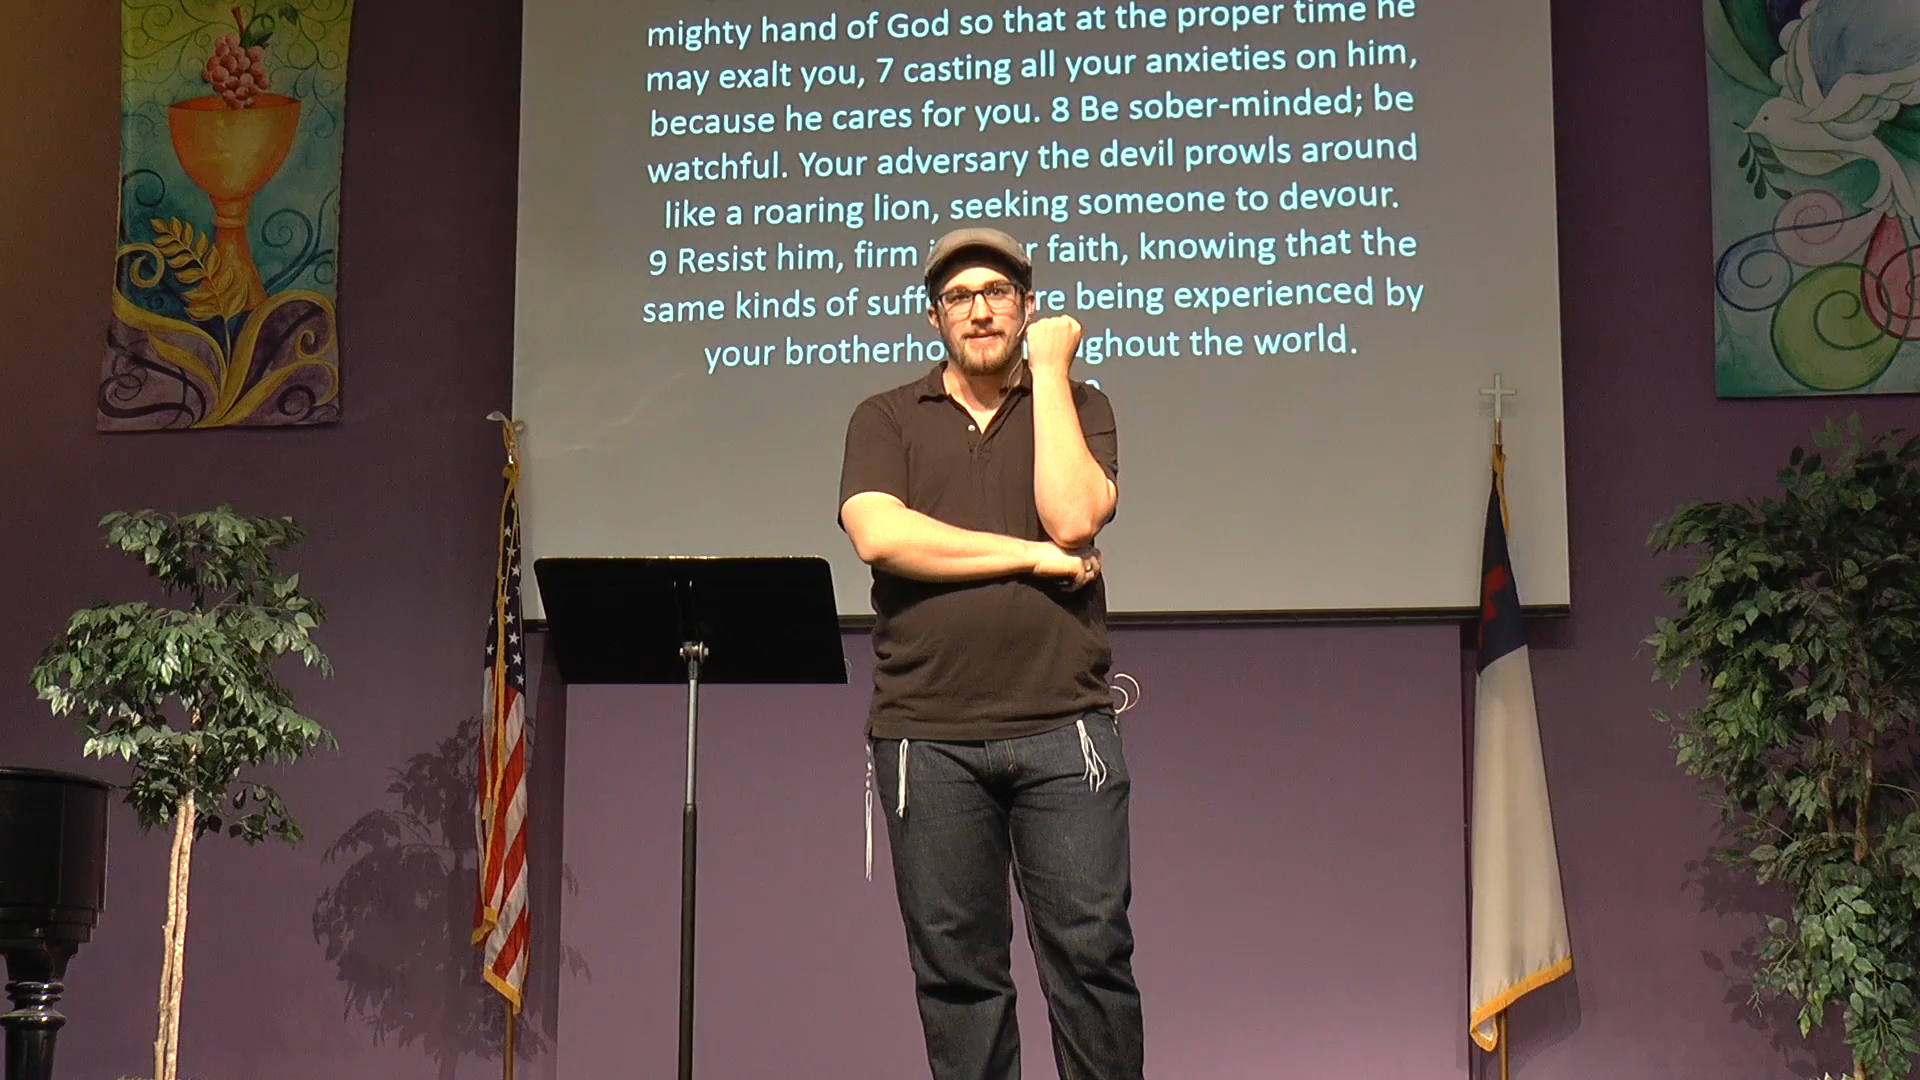 mighty hand of God so that at the proper time he
may exalt you, 7 casting all your anxieties on him,
because he cares for you. 8 Be sober-minded; be
watchful. Your adversary the devil prowls around
like a roaring lion, seeking someone to devour.
9 Resist him, firm faith, knowing that the
same kinds of being experienced by
your the world.